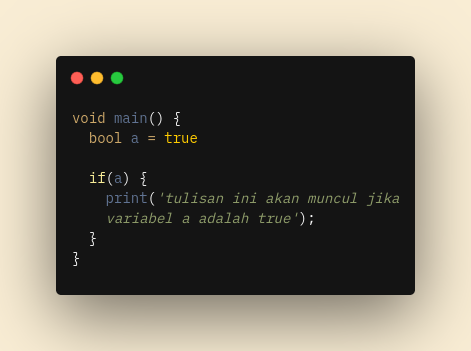 void main() {
  bool a = true
  if(a) {
    print('tulisan ini akan muncul jika
    variabel a adalah true');
  }
}